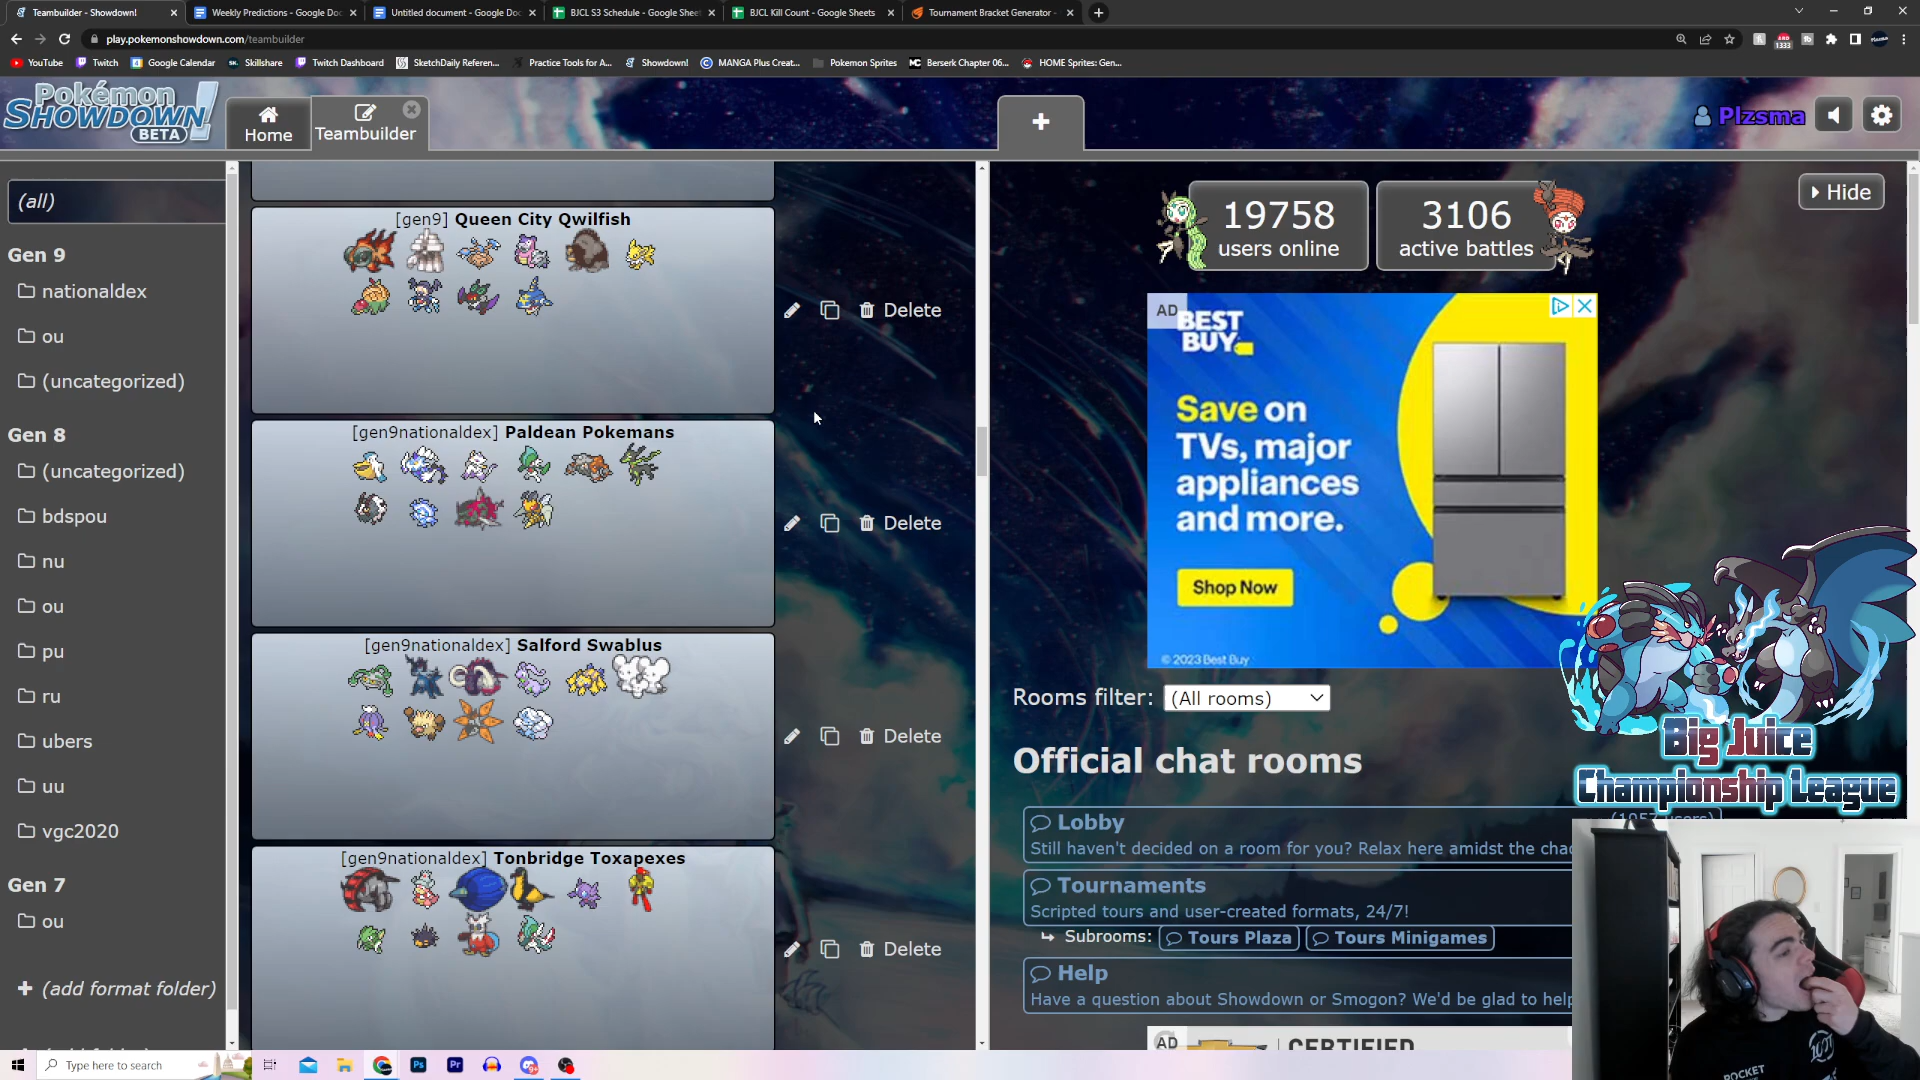 Teambuilder - Showdown!
Weekly Predictions - Google Doc
Untitled document - Google Doc
BJCL S3 Schedule - Google Sheet
BJCL Kill Count - Google Sheets
Tournament Bracket Generator -
play.pokemonshowdown.com/teambuilder
1333
YouTube
Twitch
Google Calendar
Skillshare
Twitch Dashboard
SketchDaily Referen...
Practice Tools for A...
Showdown!
MANGA Plus Creat...
Pokemon Sprites
Berserk Chapter 06...
HOME Sprites: Gen...
Pokémon
SHOWDOWN!
BETA
Home
Teambuilder
+
Plzsma
(all)
Gen 9
nationaldex
ou
(uncategorized)
Gen 8
(uncategorized)
bdspou
nu
ou
pu
ru
ubers
uu
vgc2020
Gen 7
ou
(add format folder)
[gen9] Queen City Qwilfish
Delete
[gen9nationaldex] Paldean Pokemans
Delete
[gen9nationaldex] Salford Swablus
Delete
[gen9nationaldex] Tonbridge Toxapexes
Delete
19758
users online
3106
active battles
Hide
AD
BEST
BUY
Save on
TVs, major
appliances
and more.
Shop Now
© 2023 Best Buy
Rooms filter: (All rooms)
Official chat rooms
Lobby
Still haven't decided on a room for you? Relax here amidst the cha
Tournaments
Scripted tours and user-created formats, 24/7!
Subrooms: Tours Plaza Tours Minigames
Help
Have a question about Showdown or Smogon? We'd be glad to help
AD
CERTIFIED
Big Juice
Championship League
ROCKET
Type here to search